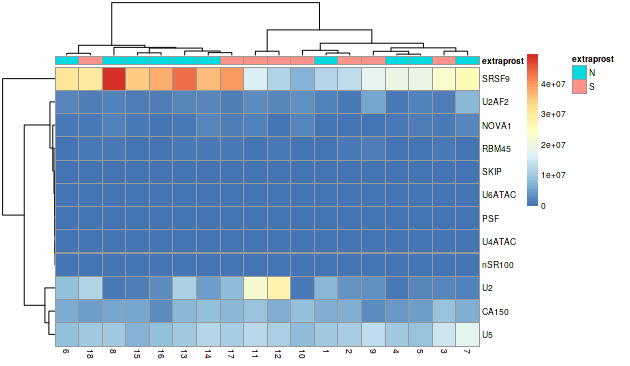 extraprost
SRSF9
U2AF2
NOVA1
RBM45
SKIP
U6ATAC
PSF
U4ATAC
nSR100
U2
CA150
U5
6 18 8 15 16 13 14 17 11 12 10 1 2 9 4 5 3 7
4e+07
3e+07
2e+07
1e+07
0
extraprost
N
S